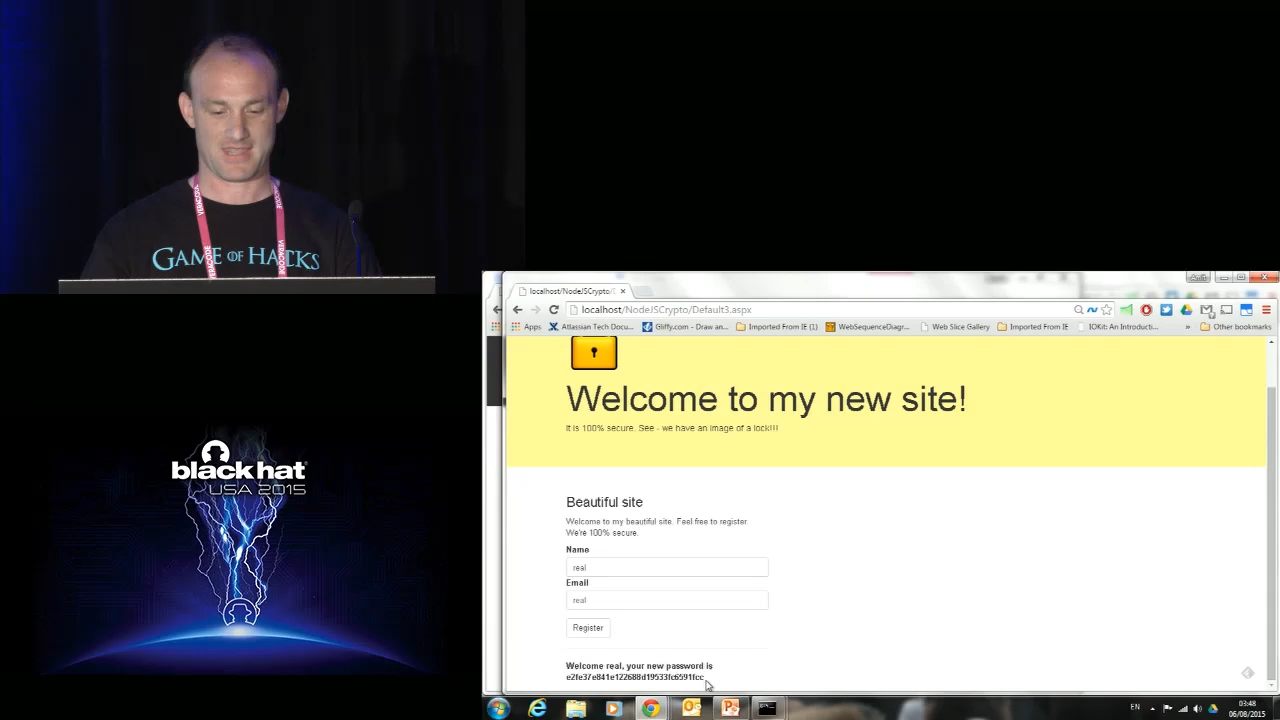 VERACODE
VERACODE
GAME OF HACKS
black hat
USA 2015
Amit
localhost/NodeJSCrypto/D
localhost/NodeJSCrypto/Default3.aspx
Apps
Atlassian Tech Docu...
Gliffy.com - Draw an...
Imported From IE (1)
WebSequenceDiagr...
Web Slice Gallery
Imported From IE
IOKit: An Introducti...
»
Other bookmarks
Welcome to my new site!
It is 100% secure. See - we have an image of a lock!!!
Beautiful site
Welcome to my beautiful site. Feel free to register.
We're 100% secure.
Name
real
Email
real
Register
Welcome real, your new password is
e2fe37e841e122688d19533fc6591fcc
EN
03:48
06/08/2015